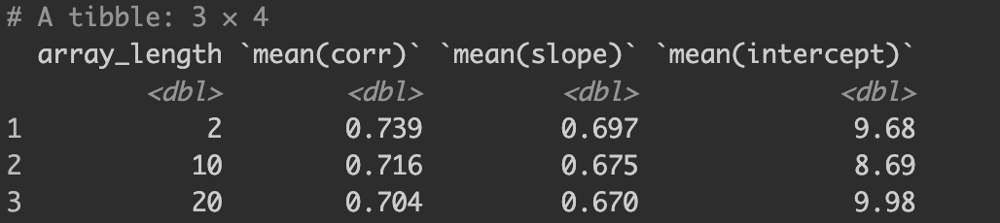 # A tibble: 3 × 4
array_length `mean(corr)` `mean(slope)` `mean(intercept)`
<dbl> <dbl> <dbl> <dbl>
1 2 0.739 0.697 9.68
2 10 0.716 0.675 8.69
3 20 0.704 0.670 9.98